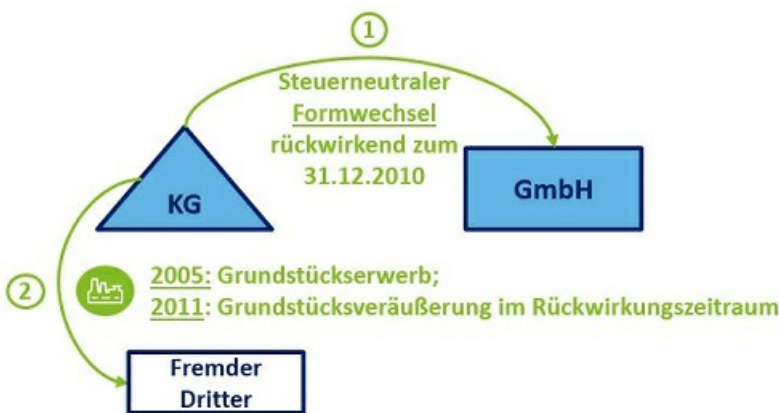 ①
Steuerneutraler
Formwechsel
rückwirkend zum
31.12.2010
KG
GmbH
②
2005: Grundstückserwerb;
2011: Grundstücksveräußerung im Rückwirkungszeitraum
Fremder
Dritter